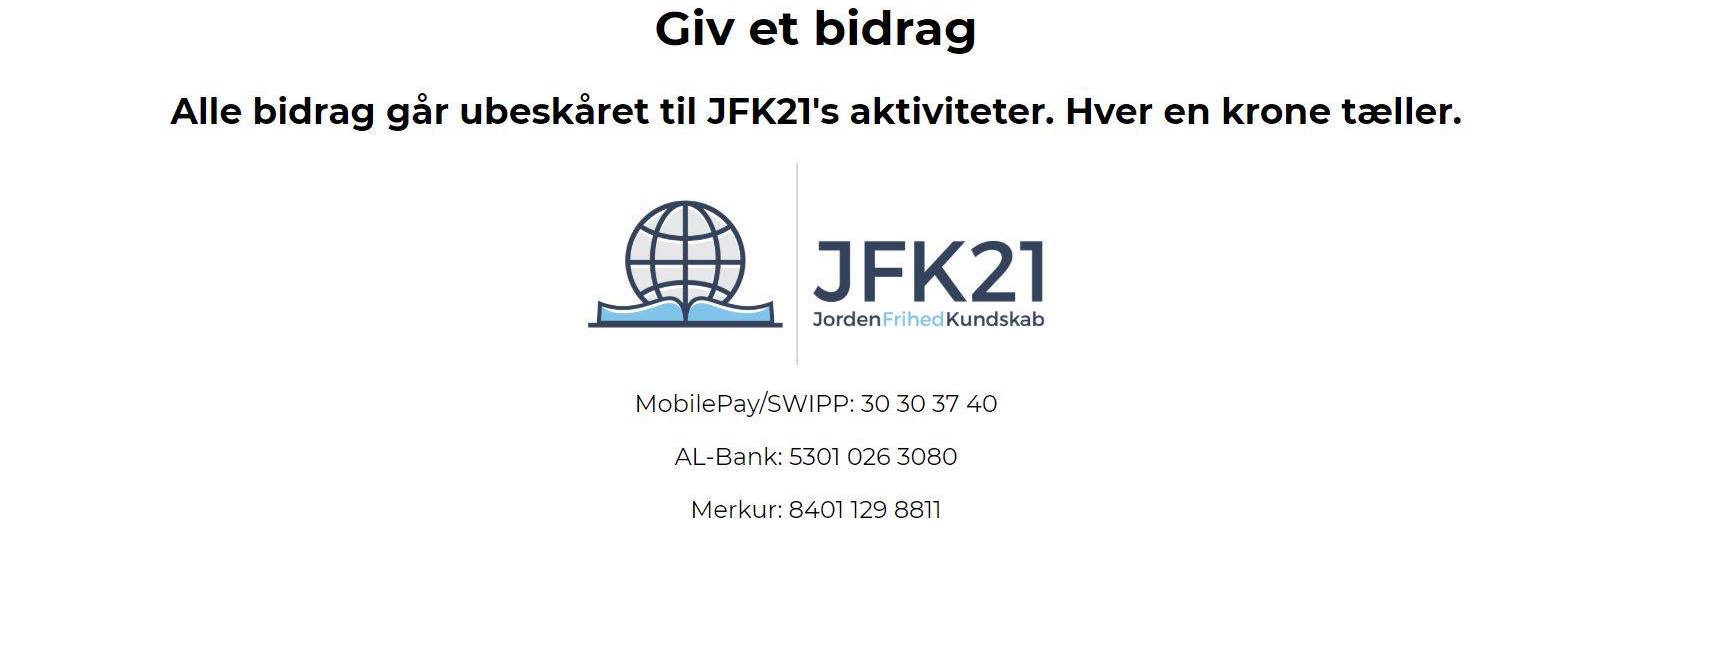 Giv et bidrag
Alle bidrag går ubeskåret til JFK21's aktiviteter. Hver en krone tæller.
JFK21
JordenFrihedKundskab
MobilePay/SWIPP: 30 30 37 40
AL-Bank: 5301 026 3080
Merkur: 8401 129 8811